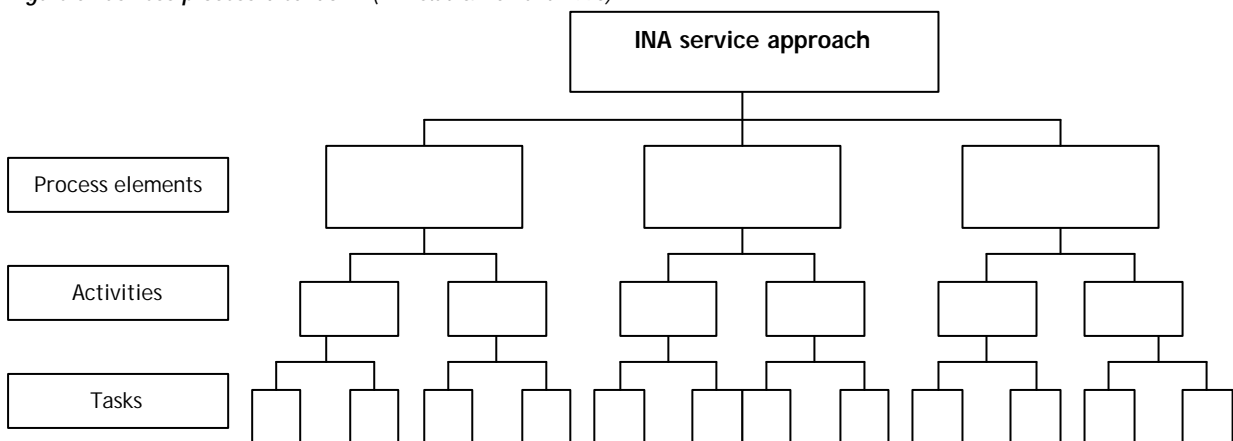 INA service approach
Process elements
Activities
Tasks